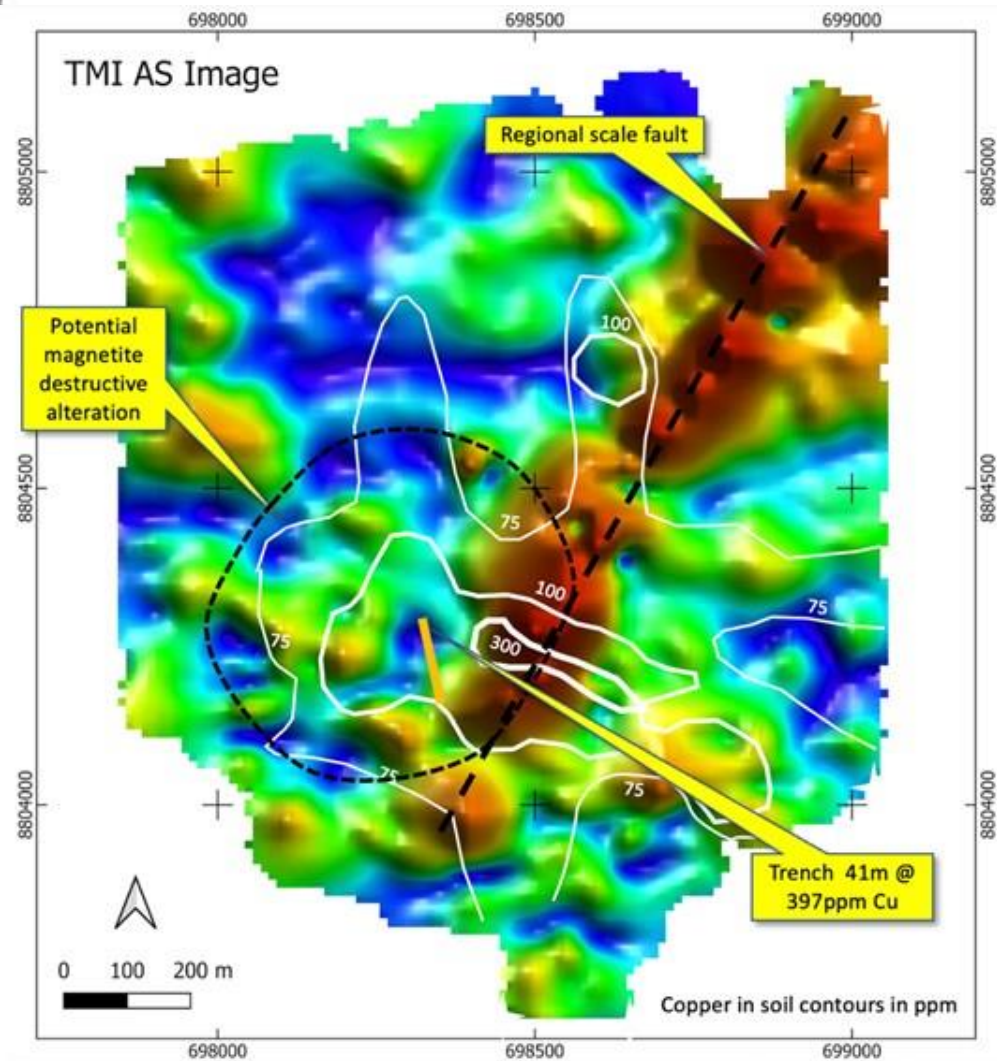 698000
698500
699000
TMI AS Image
Regional scale fault
8805000
8805000
Potential
magnetite
destructive
alteration
100
8804500
8804500
75
100
75
75
300
75
75
8804000
8804000
Trench 41m @
397ppm Cu
0 100 200 m
Copper in soil contours in ppm
698000
698500
699000